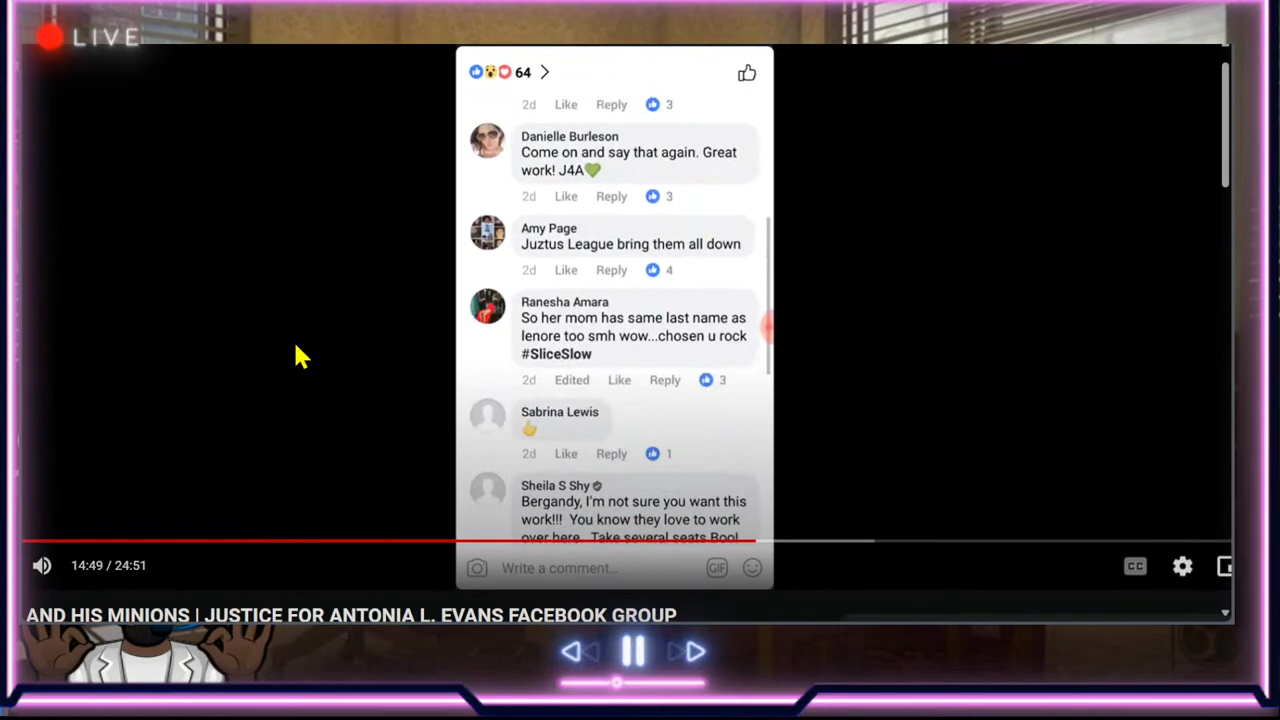 LIVE
64
2d Like Reply 3
Danielle Burleson
Come on and say that again. Great
work! J4A💚
2d Like Reply 3
Amy Page
Juztus League bring them all down
2d Like Reply 4
Ranesha Amara
So her mom has same last name as
lenore too smh wow...chosen u rock
#SliceSlow
2d Edited Like Reply 3
Sabrina Lewis
👍
2d Like Reply 1
Sheila S Shy
Bergandy, I'm not sure you want this
work!!! You know they love to work
over here. Take several seats Boo!
Write a comment...
GIF
14:49 / 24:51
CC
AND HIS MINIONS | JUSTICE FOR ANTONIA L. EVANS FACEBOOK GROUP